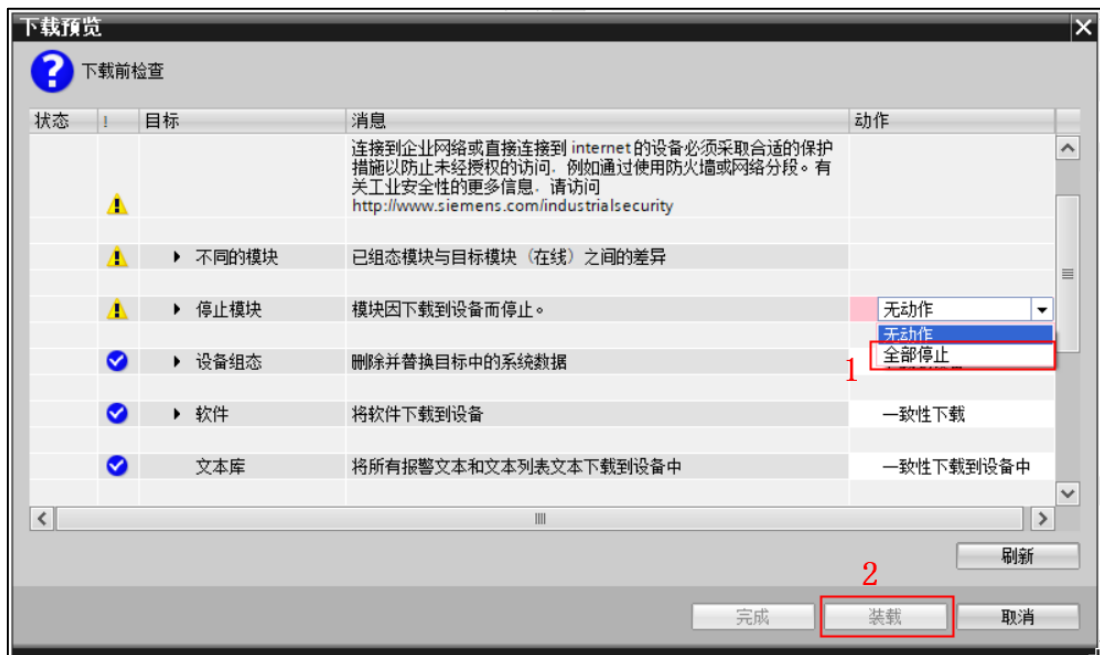 下载预览
下载前检查
状态 ! 目标 消息 动作
连接到企业网络或直接连接到 internet 的设备必须采取合适的保护
措施以防止未经授权的访问．例如通过使用防火墙或网络分段。有
关工业安全性的更多信息．请访问
http://www.siemens.com/industrialsecurity
不同的模块 已组态模块与目标模块（在线）之间的差异
停止模块 模块因下载到设备而停止。 无动作
无动作
全部停止
1
设备组态 删除并替换目标中的系统数据
软件 将软件下载到设备 一致性下载
文本库 将所有报警文本和文本列表文本下载到设备中 一致性下载到设备中
刷新
2
完成 装载 取消